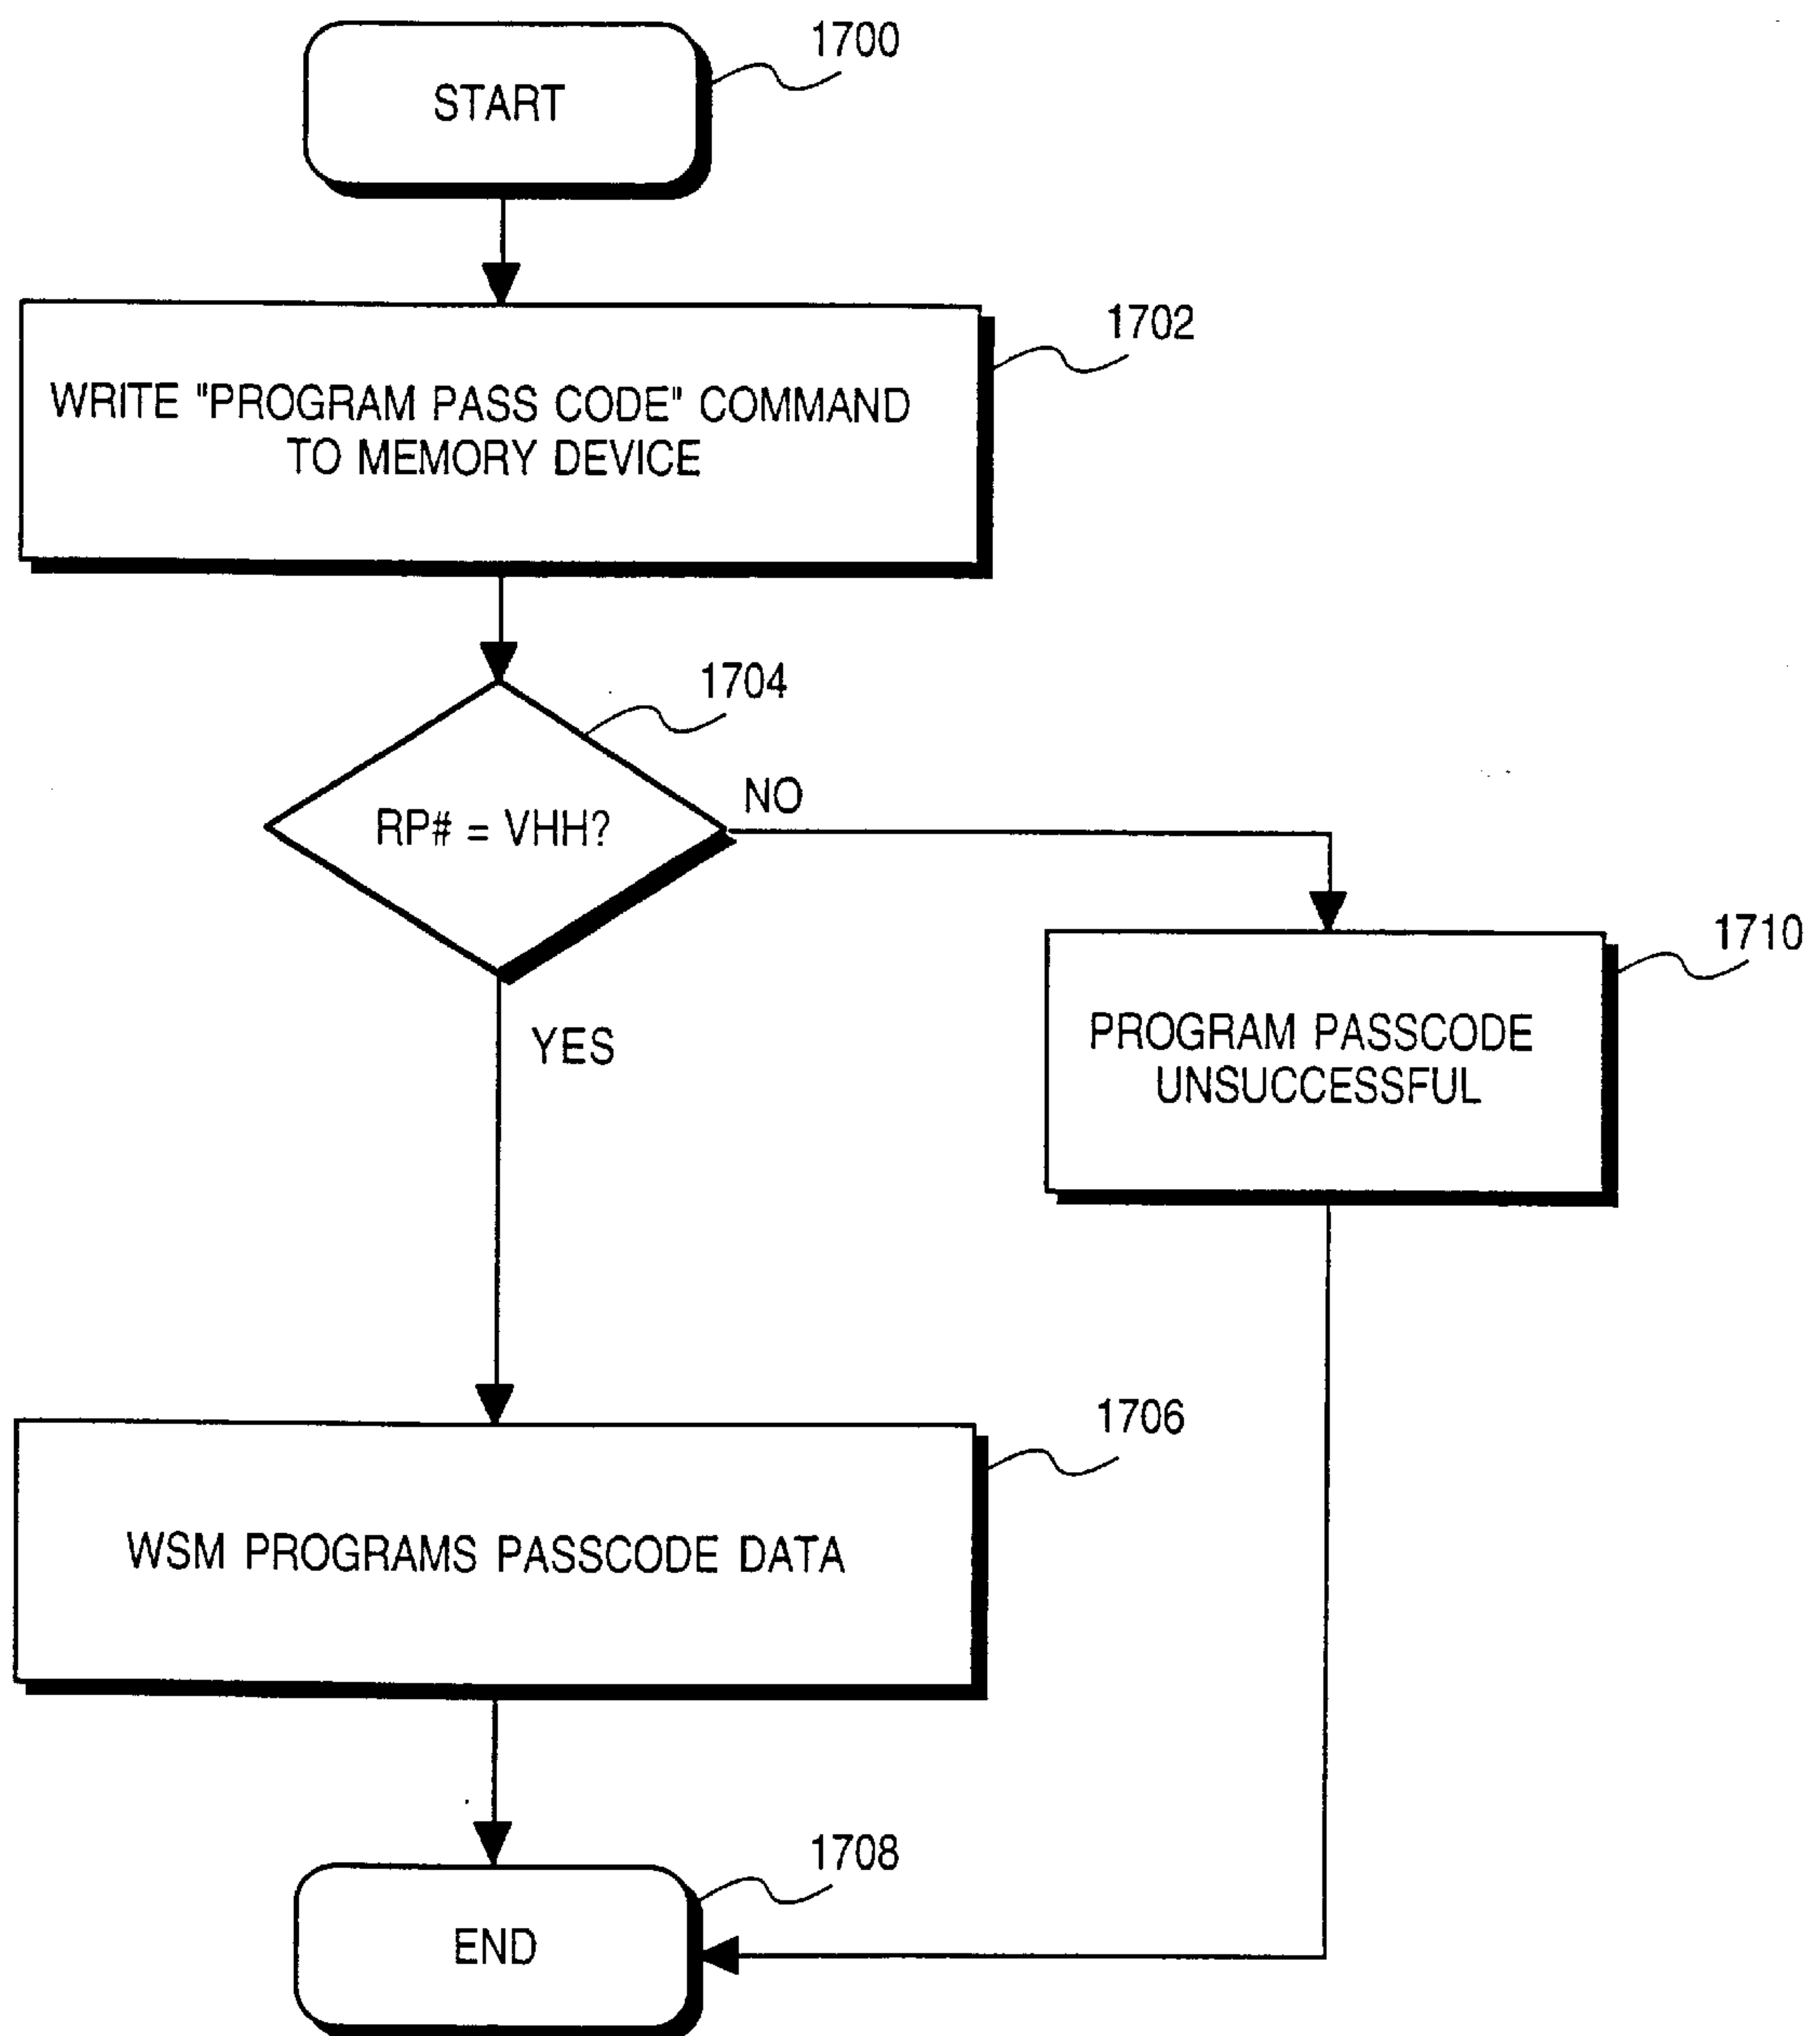 1700
START
1702
WRITE "PROGRAM PASS CODE" COMMAND
TO MEMORY DEVICE
1704
RP# = VHH?
NO
YES
1710
PROGRAM PASSCODE
UNSUCCESSFUL
1706
WSM PROGRAMS PASSCODE DATA
1708
END